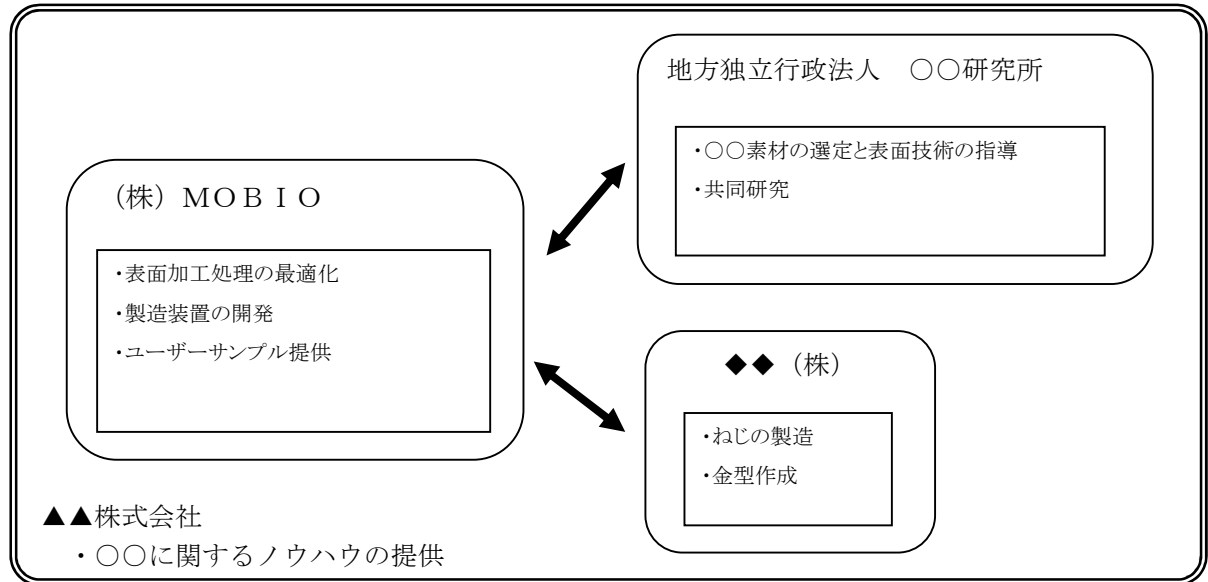 地方独立行政法人　○○研究所
・○○素材の選定と表面技術の指導
・共同研究
（株）ＭＯＢＩＯ
・表面加工処理の最適化
・製造装置の開発
・ユーザーサンプル提供
◆◆（株）
・ねじの製造
・金型作成
▲▲株式会社
・○○に関するノウハウの提供